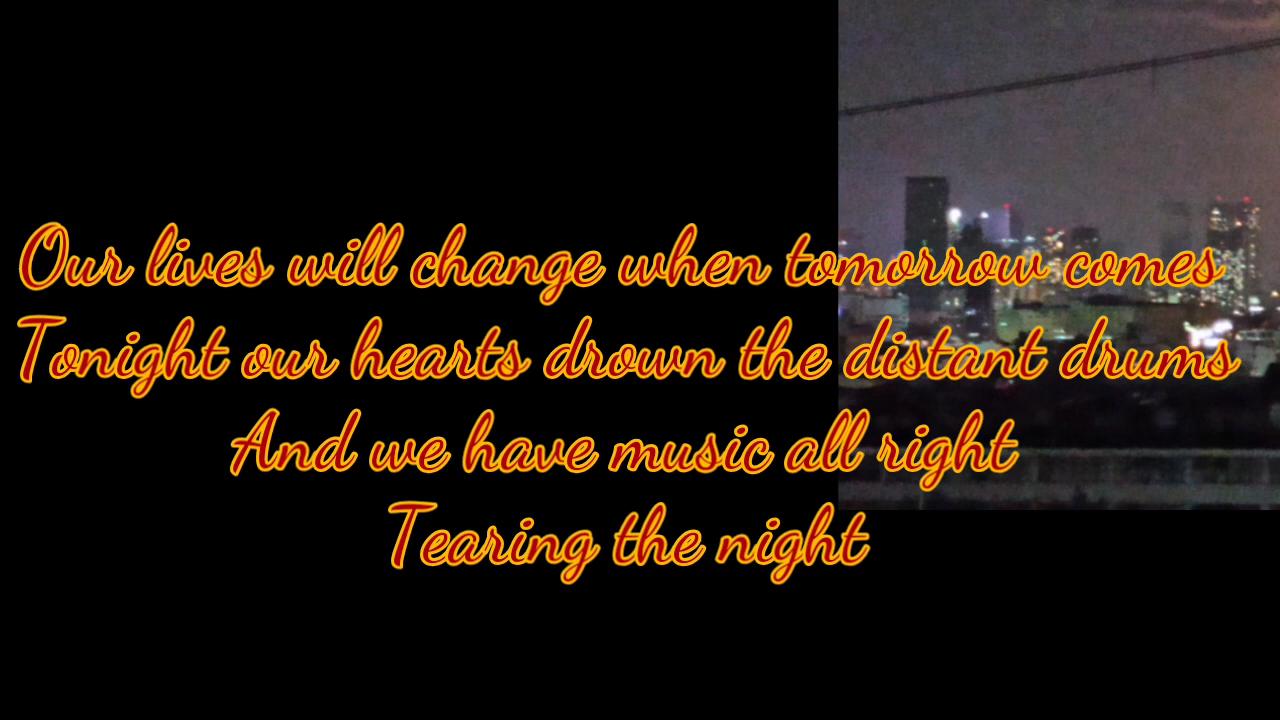 Our lives will change when tomorrow comes
Tonight our hearts drown the distant drums
And we have music all right
Tearing the night